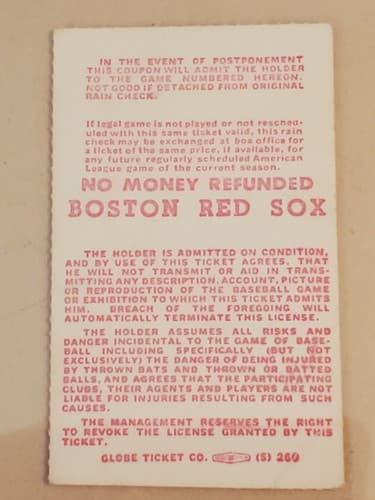 IN THE EVENT OF POSTPONEMENT
THIS COUPON WILL ADMIT THE HOLDER
TO THE GAME NUMBERED HEREON.
NOT GOOD IF DETACHED FROM ORIGINAL
RAIN CHECK.
If legal game is not played or not resched-
uled with this same ticket valid, this rain
check may be exchanged at box office for
a ticket of the same price, if available, for
any future regularly scheduled American
League game of the current season.
NO MONEY REFUNDED
BOSTON RED SOX
THE HOLDER IS ADMITTED ON CONDITION,
AND BY USE OF THIS TICKET AGREES, THAT
HE WILL NOT TRANSMIT OR AID IN TRANS-
MITTING ANY DESCRIPTION, ACCOUNT, PICTURE
OR REPRODUCTION OF THE BASEBALL GAME
OR EXHIBITION TO WHICH THIS TICKET ADMITS
HIM. BREACH OF THE FOREGOING WILL
AUTOMATICALLY TERMINATE THIS LICENSE.
THE HOLDER ASSUMES ALL RISKS AND
DANGER INCIDENTAL TO THE GAME OF BASE-
BALL INCLUDING SPECIFICALLY (BUT NOT
EXCLUSIVELY) THE DANGER OF BEING INJURED
BY THROWN BATS AND THROWN OR BATTED
BALLS, AND AGREES THAT THE PARTICIPATING
CLUBS, THEIR AGENTS AND PLAYERS ARE NOT
LIABLE FOR INJURIES RESULTING FROM SUCH
CAUSES.
THE MANAGEMENT RESERVES THE RIGHT
TO REVOKE THE LICENSE GRANTED BY THIS
TICKET.
GLOBE TICKET CO. (S) 260